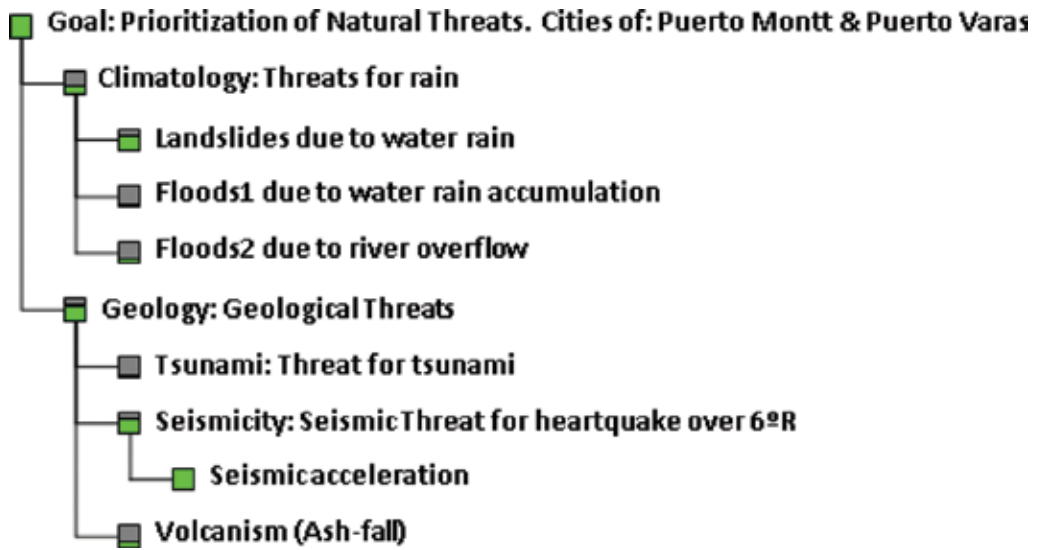 Goal: Prioritization of Natural Threats. Cities of: Puerto Montt & Puerto Varas
Climatology: Threats for rain
Landslides due to water rain
Floods1 due to water rain accumulation
Floods2 due to river overflow
Geology: Geological Threats
Tsunami: Threat for tsunami
Seismicity: Seismic Threat for heartquake over 6ºR
Seismic acceleration
Volcanism (Ash-fall)